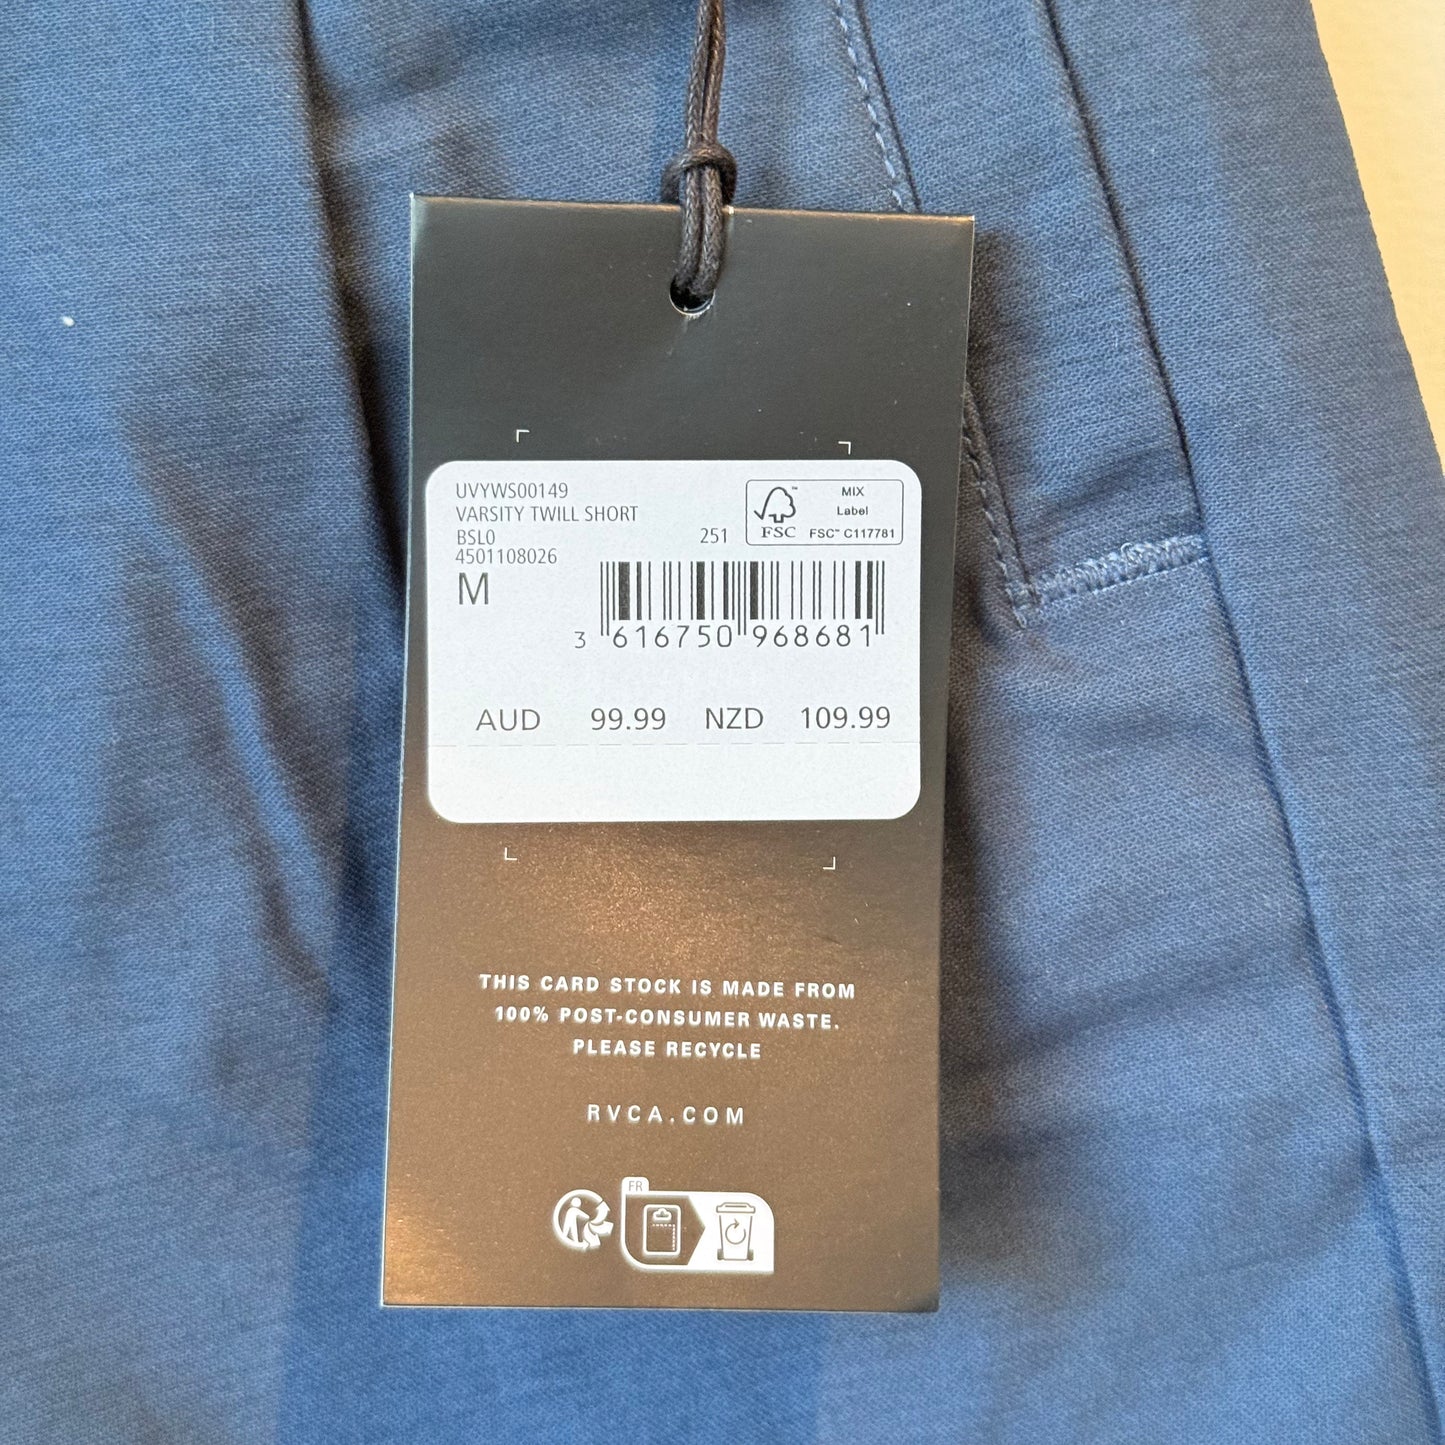 UVYWS00149
VARSITY TWILL SHORT
BSL0
251
4501108026
M
FSC™
MIX
Label
FSC™ C117781
3 616750 968681
AUD 99.99 NZD 109.99
THIS CARD STOCK IS MADE FROM
100% POST-CONSUMER WASTE.
PLEASE RECYCLE
RVCA.COM
FR